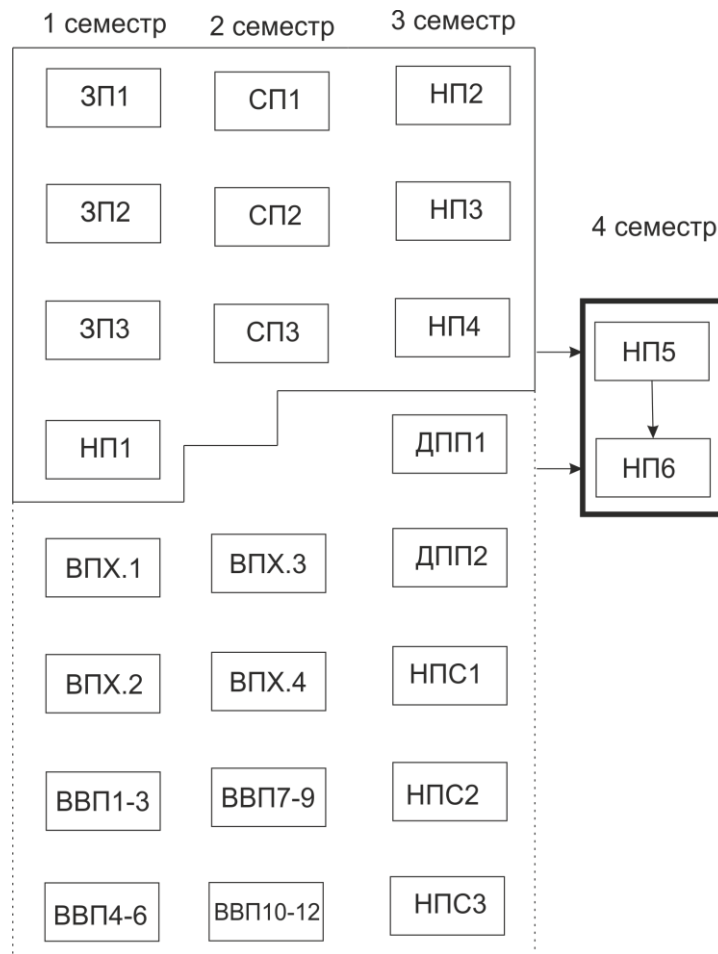 1 семестр 2 семестр 3 семестр
ЗП1 СП1 НП2
ЗП2 СП2 НП3
4 семестр
ЗП3 СП3 НП4
НП5
НП1 ДПП1
НП6
ВПХ.1 ВПХ.3 ДПП2
ВПХ.2 ВПХ.4 НПС1
ВВП1-3 ВВП7-9 НПС2
ВВП4-6 ВВП10-12 НПС3